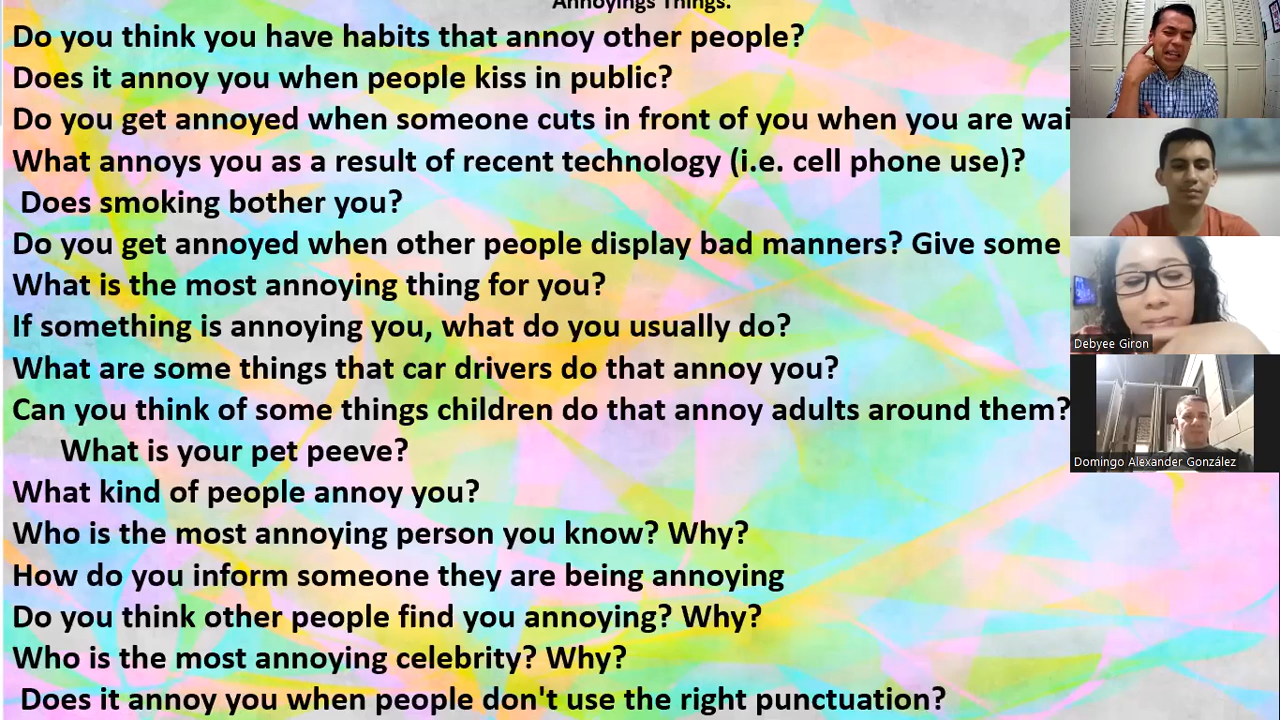 Annoyings Things.
Do you think you have habits that annoy other people?
Does it annoy you when people kiss in public?
Do you get annoyed when someone cuts in front of you when you are wai
What annoys you as a result of recent technology (i.e. cell phone use)?
Does smoking bother you?
Do you get annoyed when other people display bad manners? Give some
What is the most annoying thing for you?
If something is annoying you, what do you usually do?
What are some things that car drivers do that annoy you?
Can you think of some things children do that annoy adults around them?
What is your pet peeve?
What kind of people annoy you?
Who is the most annoying person you know? Why?
How do you inform someone they are being annoying
Do you think other people find you annoying? Why?
Who is the most annoying celebrity? Why?
Does it annoy you when people don't use the right punctuation?
Debyee Giron
Domingo Alexander González